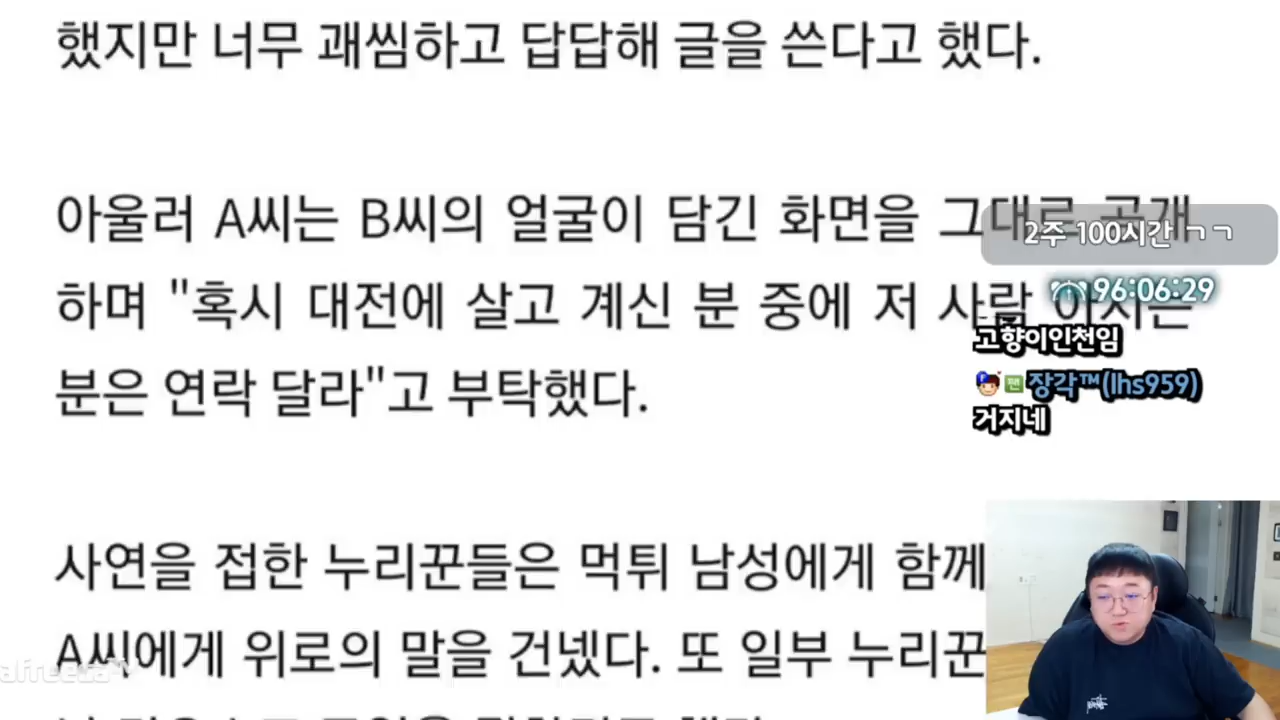 했지만 너무 괘씸하고 답답해 글을 쓴다고 했다.
아울러 A씨는 B씨의 얼굴이 담긴 화면을 그대로 공개
2주 100시간 ㄱㄱ
하며 "혹시 대전에 살고 계신 분 중에 저 사람 아시는
96:06:29
고향이인천임
분은 연락 달라"고 부탁했다.
장각™(lhs959)
거지네
사연을 접한 누리꾼들은 먹튀 남성에게 함께
A씨에게 위로의 말을 건넸다. 또 일부 누리꾼
afreecaTV